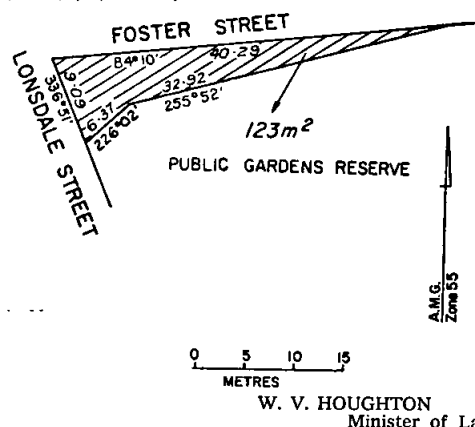 FOSTER STREET
LONSDALE STREET
84°10'
40·29
9·09
336°51'
6·37
226°02'
32·92
255°52'
123m²
PUBLIC GARDENS RESERVE
A.M.G.
Zone 55
0 5 10 15
METRES
W. V. HOUGHTON
Minister of La